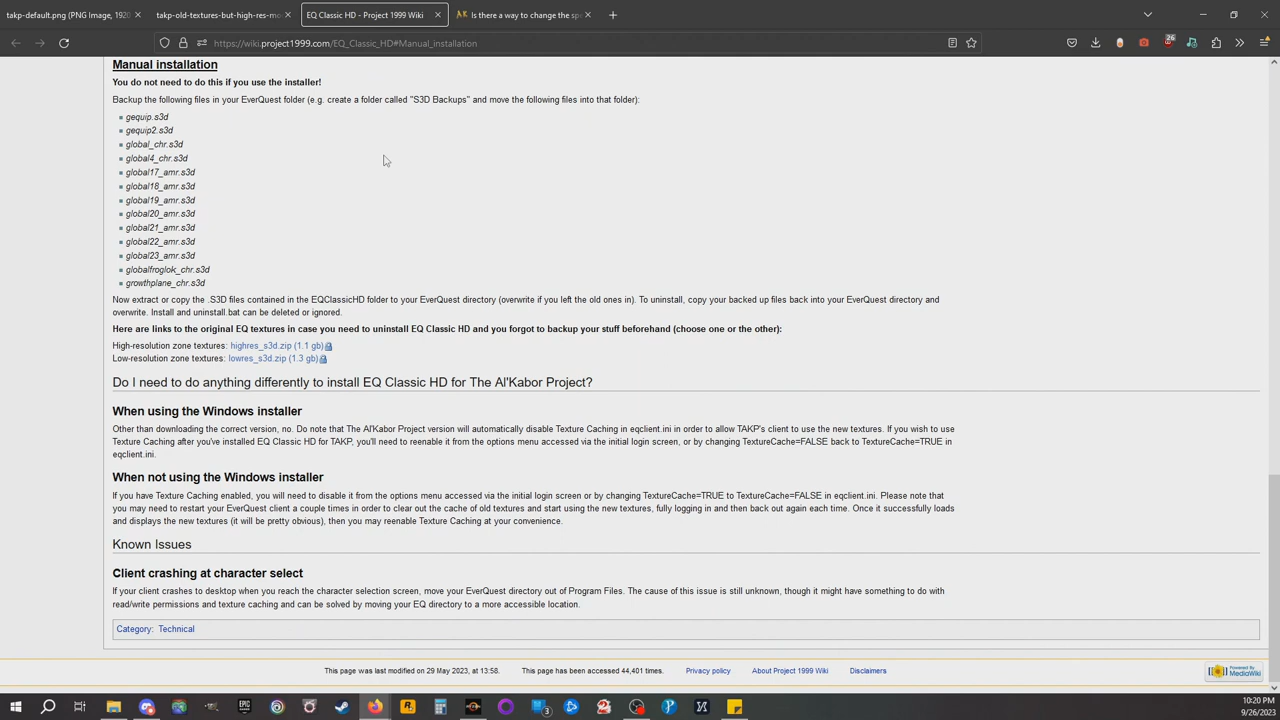 takp-default.png (PNG Image, 1920
takp-old-textures-but-high-res-mo
EQ Classic HD - Project 1999 Wiki
Is there a way to change the spe
https://wiki.project1999.com/EQ_Classic_HD#Manual_installation
26
Manual installation
You do not need to do this if you use the installer!
Backup the following files in your EverQuest folder (e.g. create a folder called "S3D Backups" and move the following files into that folder):
gequip.s3d
gequip2.s3d
global_chr.s3d
global4_chr.s3d
global17_amr.s3d
global18_amr.s3d
global19_amr.s3d
global20_amr.s3d
global21_amr.s3d
global22_amr.s3d
global23_amr.s3d
globalfroglok_chr.s3d
growthplane_chr.s3d
Now extract or copy the .S3D files contained in the EQClassicHD folder to your EverQuest directory (overwrite if you left the old ones in). To uninstall, copy your backed up files back into your EverQuest directory and
overwrite. Install and uninstall.bat can be deleted or ignored.
Here are links to the original EQ textures in case you need to uninstall EQ Classic HD and you forgot to backup your stuff beforehand (choose one or the other):
High-resolution zone textures: highres_s3d.zip (1.1 gb)
Low-resolution zone textures: lowres_s3d.zip (1.3 gb)
Do I need to do anything differently to install EQ Classic HD for The Al'Kabor Project?
When using the Windows installer
Other than downloading the correct version, no. Do note that The Al'Kabor Project version will automatically disable Texture Caching in eqclient.ini in order to allow TAKP's client to use the new textures. If you wish to use
Texture Caching after you've installed EQ Classic HD for TAKP, you'll need to reenable it from the options menu accessed via the initial login screen, or by changing TextureCache=FALSE back to TextureCache=TRUE in
eqclient.ini.
When not using the Windows installer
If you have Texture Caching enabled, you will need to disable it from the options menu accessed via the initial login screen or by changing TextureCache=TRUE to TextureCache=FALSE in eqclient.ini. Please note that
you may need to restart your EverQuest client a couple times in order to clear out the cache of old textures and start using the new textures, fully logging in and then back out again each time. Once it successfully loads
and displays the new textures (it will be pretty obvious), then you may reenable Texture Caching at your convenience.
Known Issues
Client crashing at character select
If your client crashes to desktop when you reach the character selection screen, move your EverQuest directory out of Program Files. The cause of this issue is still unknown, though it might have something to do with
read/write permissions and texture caching and can be solved by moving your EQ directory to a more accessible location.
Category: Technical
This page was last modified on 29 May 2023, at 13:58. This page has been accessed 44,401 times. Privacy policy About Project 1999 Wiki Disclaimers
Powered By MediaWiki
10:20 PM
9/26/2023